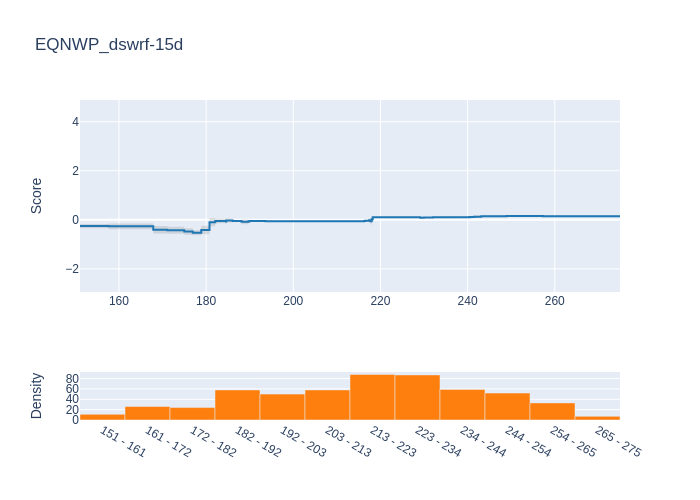 EQNWP_dswrf-15d
Score
4
2
0
−2
160 180 200 220 240 260
Density
80
60
40
20
0
151 - 161 161 - 172 172 - 182 182 - 192 192 - 203 203 - 213 213 - 223 223 - 234 234 - 244 244 - 254 254 - 265 265 - 275